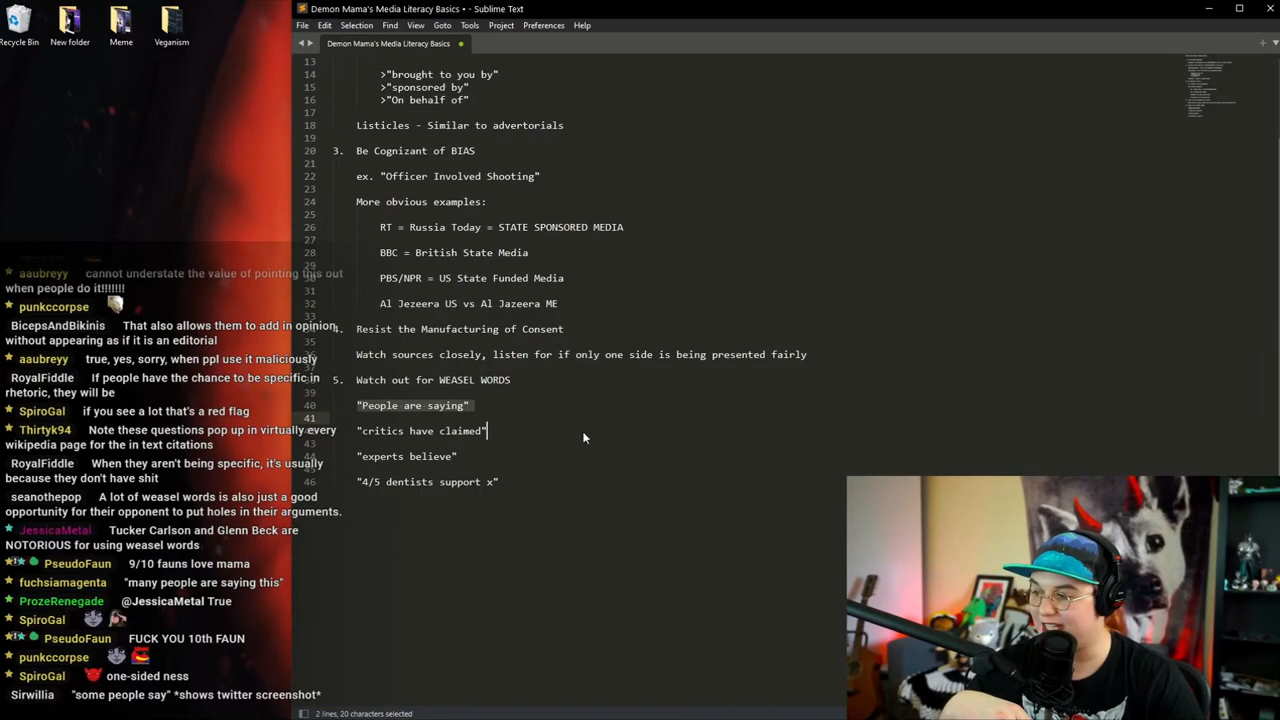 Demon Mama's Media Literacy Basics • - Sublime Text
File Edit Selection Find View Goto Tools Project Preferences Help
Demon Mama's Media Literacy Basics
Recycle Bin
New folder
Meme
Veganism
13
14 >"brought to you by"
15 >"sponsored by"
16 >"On behalf of"
17
18 Listicles - Similar to advertorials
19
20 3. Be Cognizant of BIAS
21
22 ex. "Officer Involved Shooting"
23
24 More obvious examples:
25
26 RT = Russia Today = STATE SPONSORED MEDIA
27
28 BBC = British State Media
29
PBS/NPR = US State Funded Media
31
32 Al Jezeera US vs Al Jazeera ME
4. Resist the Manufacturing of Consent
Watch sources closely, listen for if only one side is being presented fairly
5. Watch out for WEASEL WORDS
39
40 "People are saying"
41
"critics have claimed"
43
44 "experts believe"
46 "4/5 dentists support x"
aaubreyy cannot understate the value of pointing this out
when people do it!!!!!!!
punkccorpse
BicepsAndBikinis That also allows them to add in opinion
without appearing as if it is an editorial
aaubreyy true, yes, sorry, when ppl use it maliciously
RoyalFiddle If people have the chance to be specific in
rhetoric, they will be
SpiroGal if you see a lot that's a red flag
Thirtyk94 Note these questions pop up in virtually every
wikipedia page for the in text citations
RoyalFiddle When they aren't being specific, it's usually
because they don't have shit
seanothepop A lot of weasel words is also just a good
opportunity for their opponent to put holes in their arguments.
JessicaMetal Tucker Carlson and Glenn Beck are
NOTORIOUS for using weasel words
PseudoFaun 9/10 fauns love mama
fuchsiamagenta "many people are saying this"
ProzeRenegade @JessicaMetal True
SpiroGal
PseudoFaun FUCK YOU 10th FAUN
punkccorpse
SpiroGal one-sided ness
Sirwillia "some people say" *shows twitter screenshot*
2 lines, 20 characters selected